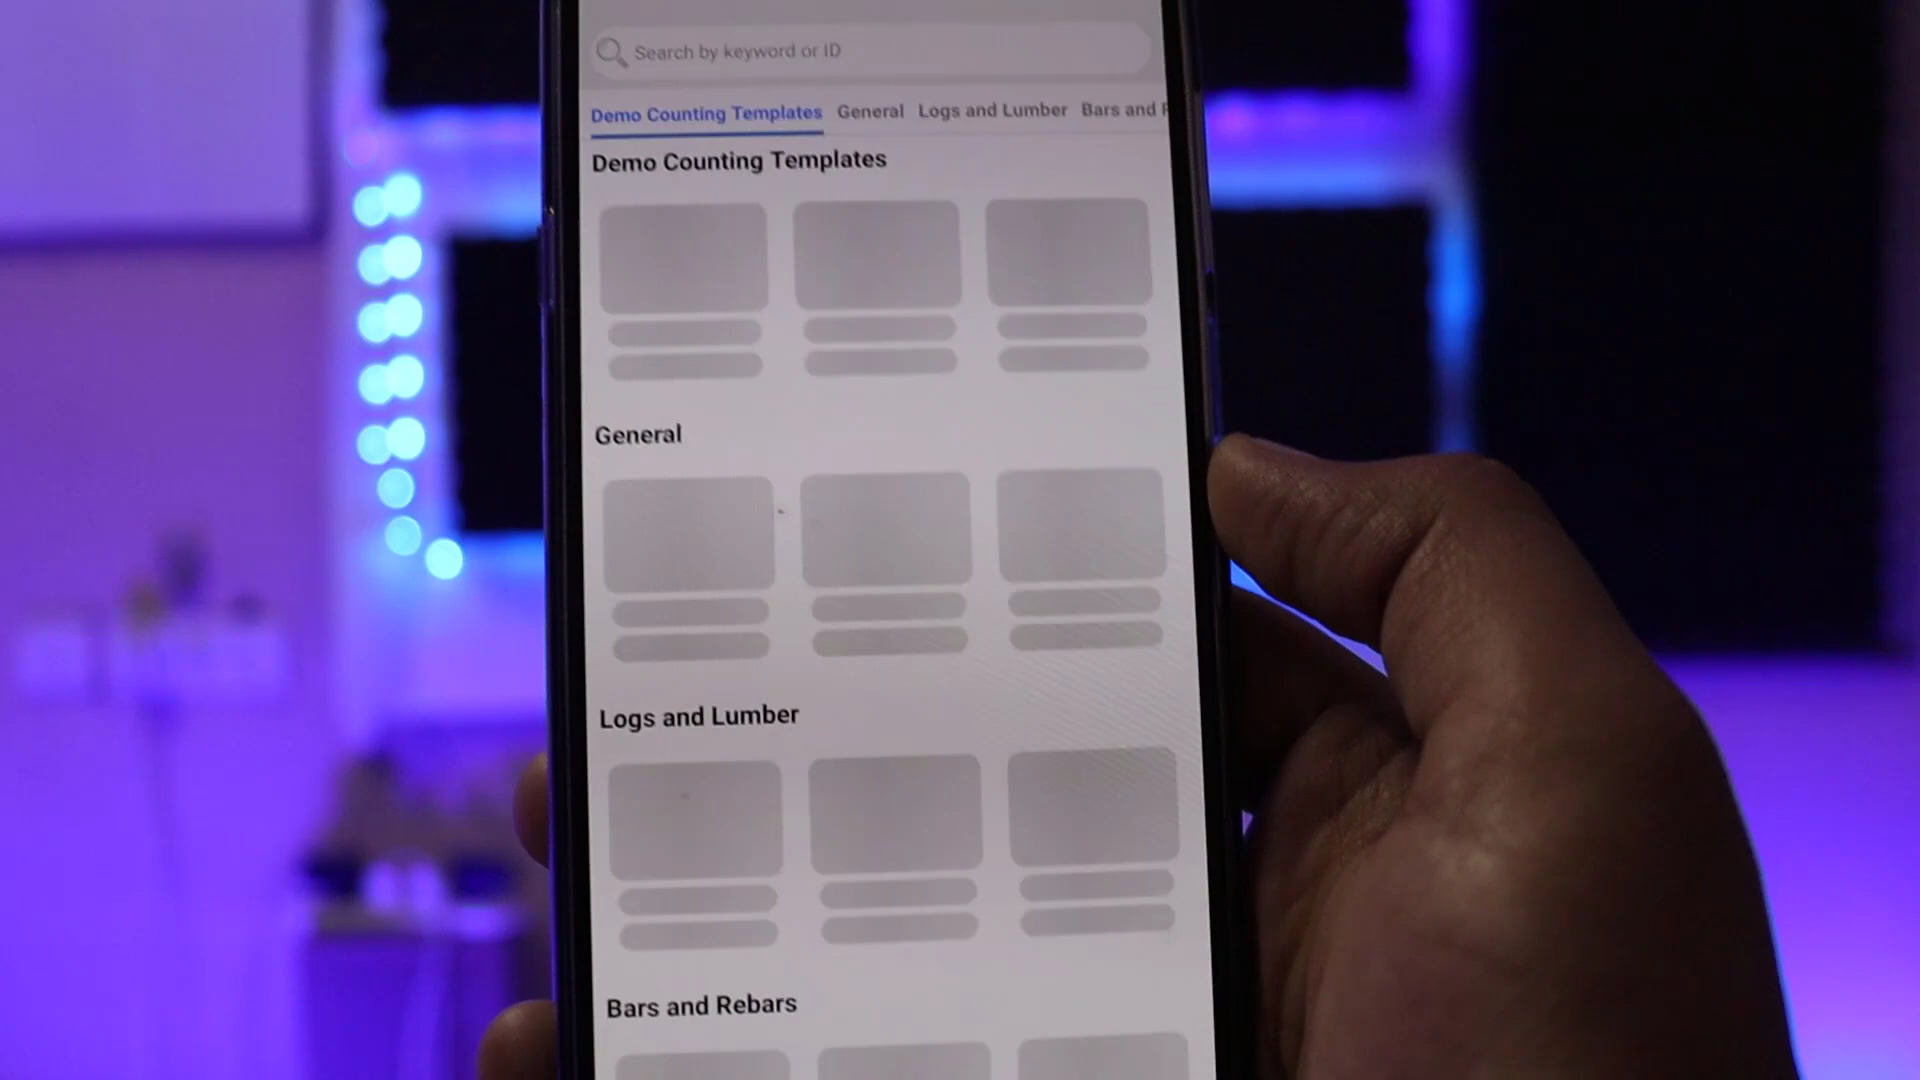 Search by keyword or ID
Demo Counting Templates General Logs and Lumber Bars and
Demo Counting Templates
General
Logs and Lumber
Bars and Rebars